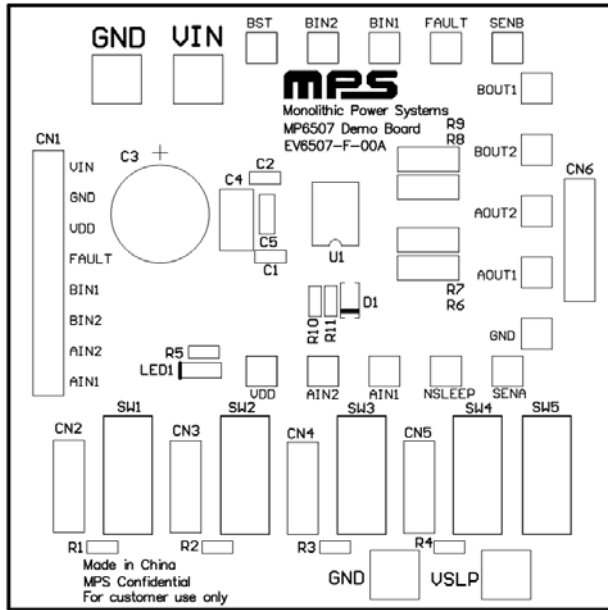 GND VIN
BST BIN2 BIN1 FAULT SENB
MPS
Monolithic Power Systems
MP6507 Demo Board
EV6507-F-00A
BOUT1
BOUT2
AOUT2
AOUT1
GND
CN6
CN1
VIN
GND
VDD
FAULT
BIN1
BIN2
AIN2
AIN1
C3 +
C4
C2
C5
C1
U1
R9
R8
R7
R6
R10 R11 D1
R5
LED1
VDD AIN2 AIN1 NSLEEP SENA
CN2 SW1 CN3 SW2 CN4 SW3 CN5 SW4 SW5
R1 R2 R3 R4
Made in China
MPS Confidential
For customer use only
GND VSLP